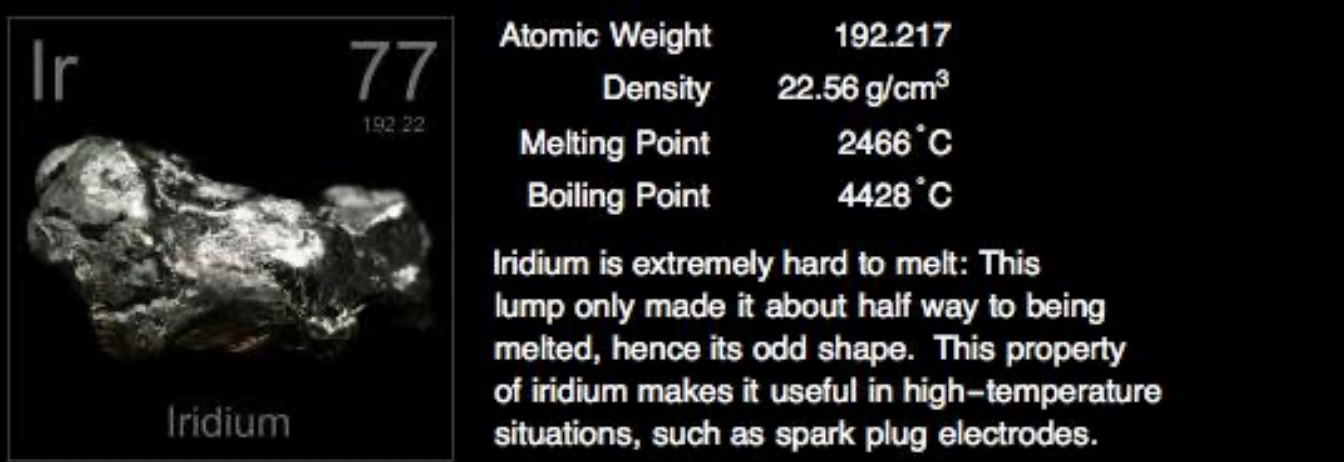 Ir 77
192.22
Iridium
Atomic Weight 192.217
Density 22.56 g/cm³
Melting Point 2466˚C
Boiling Point 4428˚C
Iridium is extremely hard to melt: This
lump only made it about half way to being
melted, hence its odd shape.  This property
of iridium makes it useful in high–temperature
situations, such as spark plug electrodes.